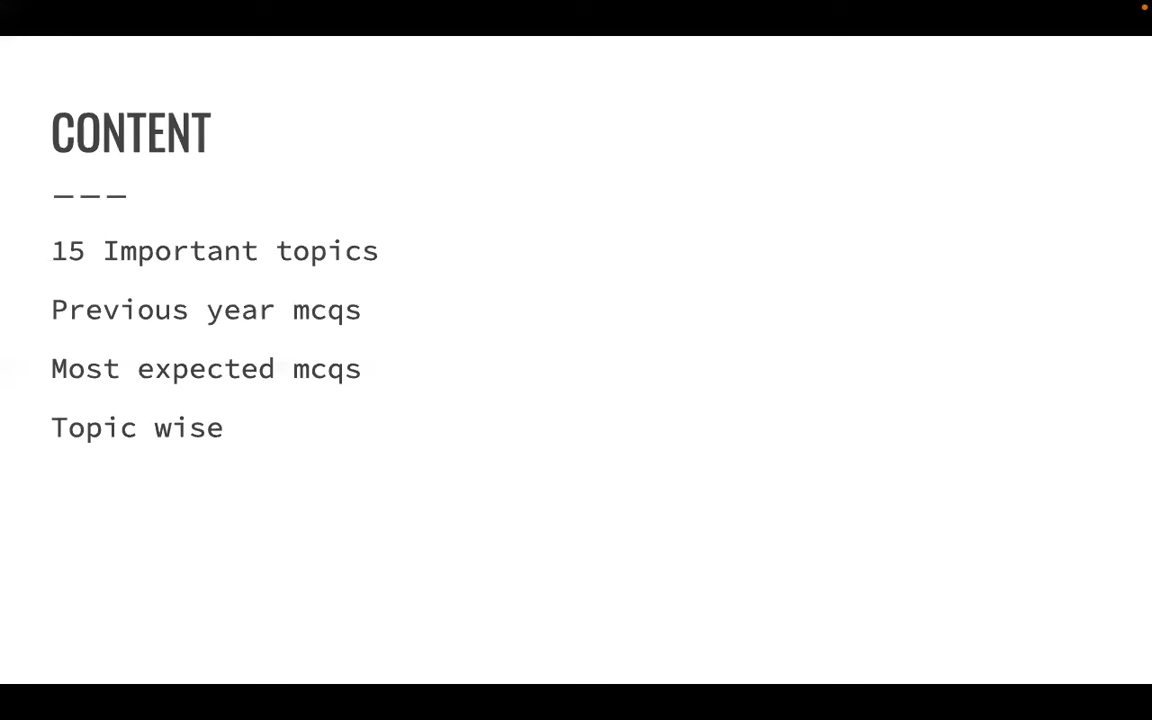 CONTENT
---
15 Important topics
Previous year mcqs
Most expected mcqs
Topic wise